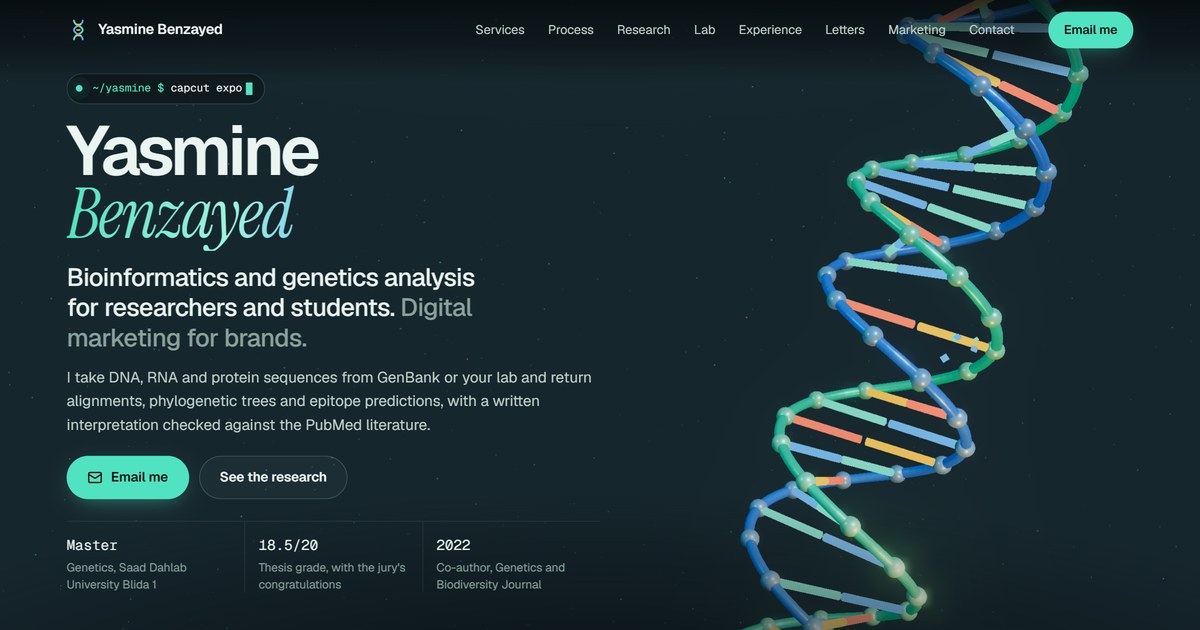 Yasmine Benzayed
Services Process Research Lab Experience Letters Marketing Contact Email me
~/yasmine $ capcut expo
Yasmine
Benzayed
Bioinformatics and genetics analysis
for researchers and students. Digital
marketing for brands.
I take DNA, RNA and protein sequences from GenBank or your lab and return
alignments, phylogenetic trees and epitope predictions, with a written
interpretation checked against the PubMed literature.
Email me
See the research
Master
Genetics, Saad Dahlab
University Blida 1
18.5/20
Thesis grade, with the jury's
congratulations
2022
Co-author, Genetics and
Biodiversity Journal